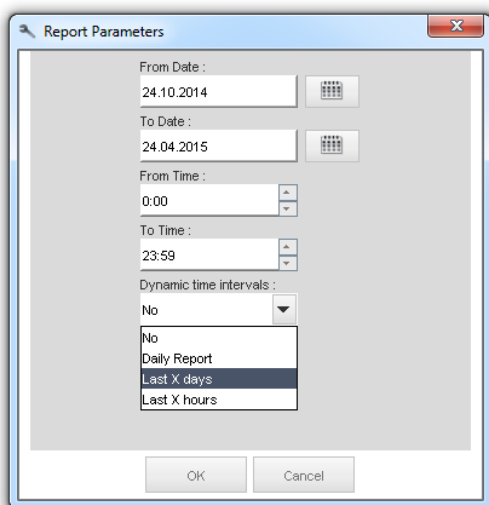 Report Parameters
From Date :
24.10.2014
To Date :
24.04.2015
From Time :
0:00
To Time :
23:59
Dynamic time intervals :
No
No
Daily Report
Last X days
Last X hours
OK
Cancel